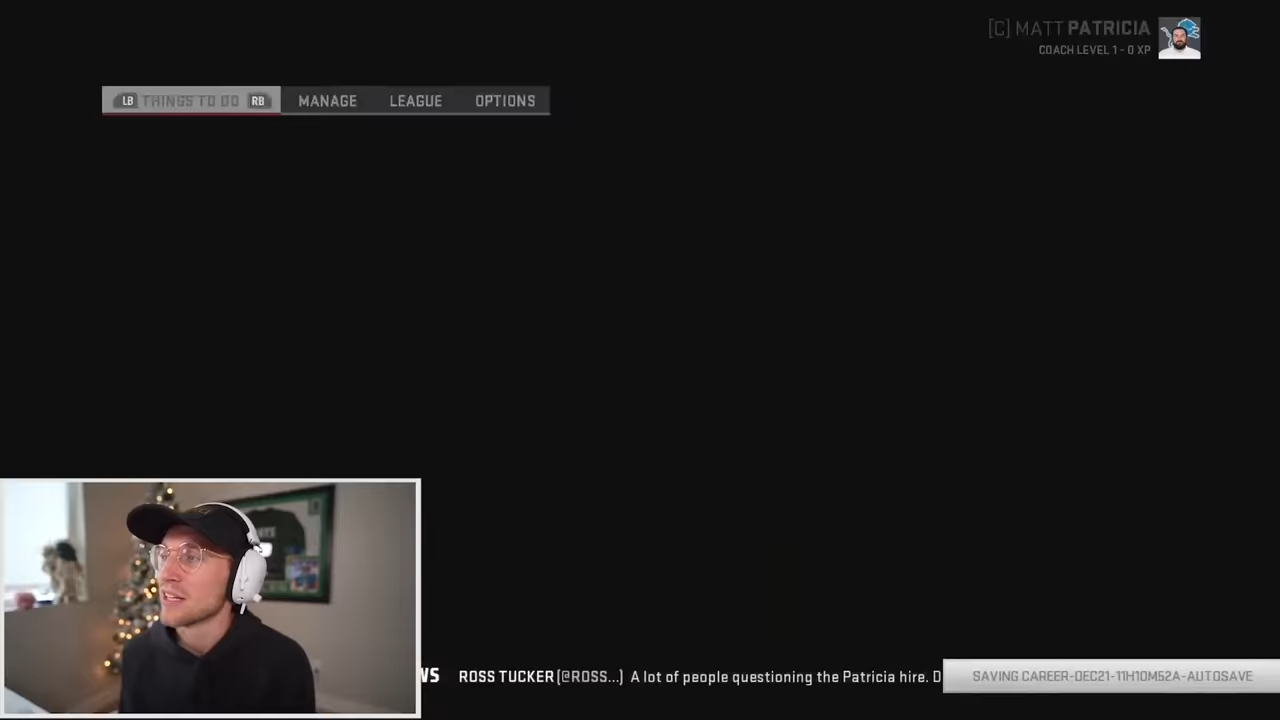 [C] MATT PATRICIA
COACH LEVEL 1 - 0 XP
LB THINGS TO DO RB MANAGE LEAGUE OPTIONS
WS ROSS TUCKER (@ROSS...) A lot of people questioning the Patricia hire. D
SAVING CAREER-DEC21-11H10M52A-AUTOSAVE